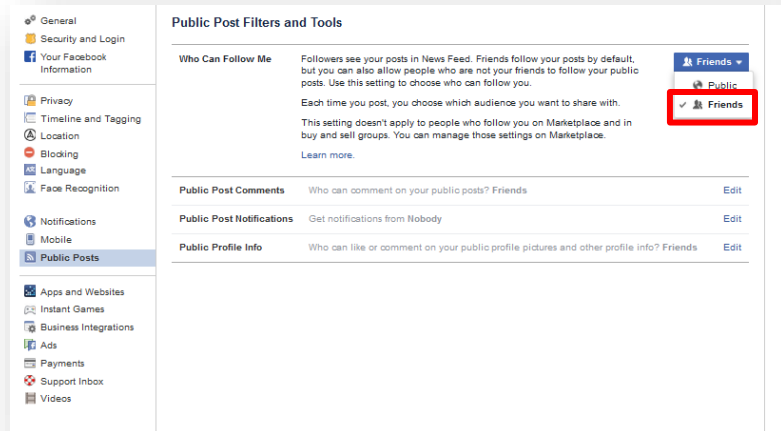 General
Security and Login
Your Facebook
Information
Privacy
Timeline and Tagging
Location
Blocking
Language
Face Recognition
Notifications
Mobile
Public Posts
Apps and Websites
Instant Games
Business Integrations
Ads
Payments
Support Inbox
Videos
Public Post Filters and Tools
Who Can Follow Me
Followers see your posts in News Feed. Friends follow your posts by default,
but you can also allow people who are not your friends to follow your public
posts. Use this setting to choose who can follow you.
Each time you post, you choose which audience you want to share with.
This setting doesn't apply to people who follow you on Marketplace and in
buy and sell groups. You can manage those settings on Marketplace.
Learn more.
Friends
Public
Friends
Public Post Comments Who can comment on your public posts? Friends Edit
Public Post Notifications Get notifications from Nobody Edit
Public Profile Info Who can like or comment on your public profile pictures and other profile info? Friends Edit